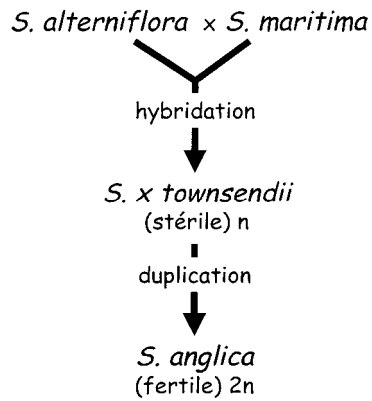 S. alterniflora x S. maritima
hybridation
S. x townsendii
(stérile) n
duplication
S. anglica
(fertile) 2n